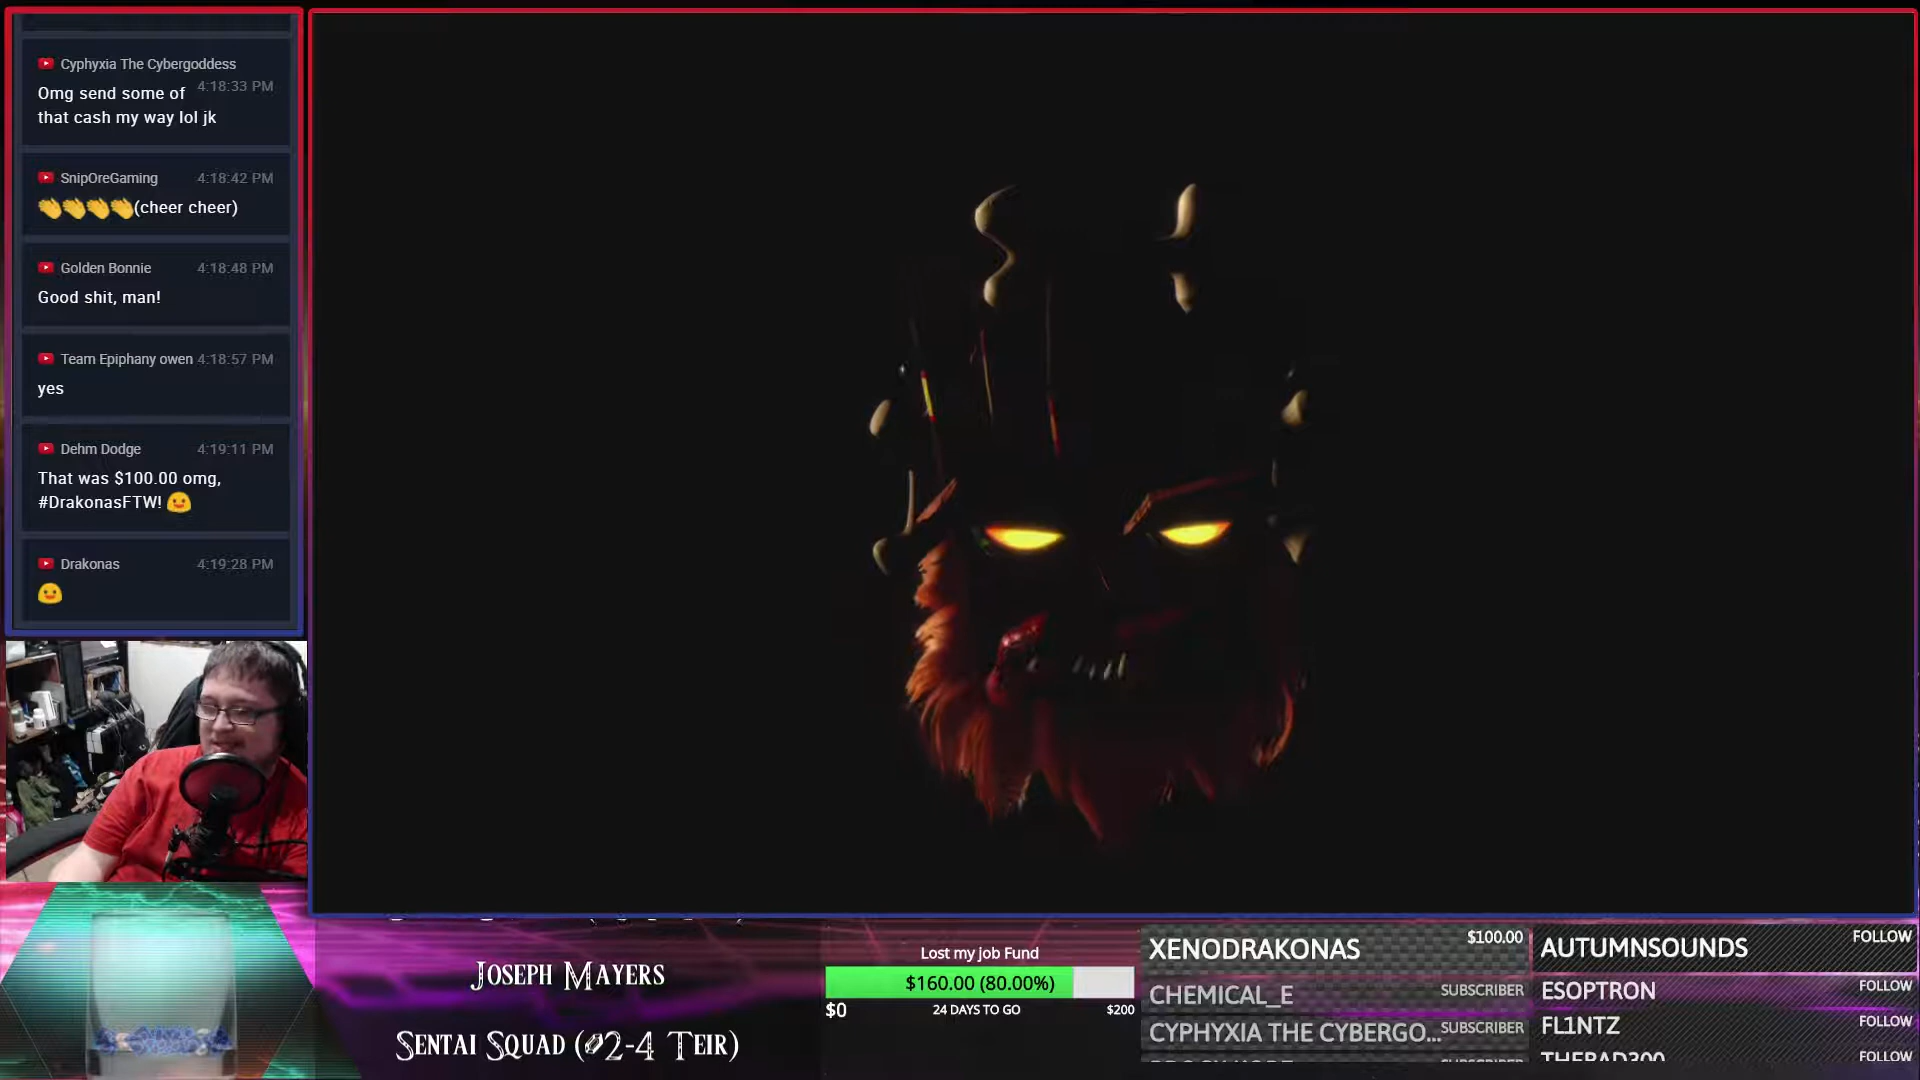 Cyphyxia The Cybergoddess
4:18:33 PM
Omg send some of
that cash my way lol jk
SnipOreGaming 4:18:42 PM
👏👏👏👏(cheer cheer)
Golden Bonnie 4:18:48 PM
Good shit, man!
Team Epiphany owen 4:18:57 PM
yes
Dehm Dodge 4:19:11 PM
That was $100.00 omg,
#DrakonasFTW!
Drakonas 4:19:28 PM
Joseph Mayers
Sentai Squad (#2-4 Teir)
Lost my job Fund
$160.00 (80.00%)
$0 24 DAYS TO GO $200
XENODRAKONAS $100.00
CHEMICAL_E SUBSCRIBER
CYPHYXIA THE CYBERGO... SUBSCRIBER
SUBSCRIBER
AUTUMNSOUNDS FOLLOW
ESOPTRON FOLLOW
FL1NTZ FOLLOW
THEBAD300 FOLLOW